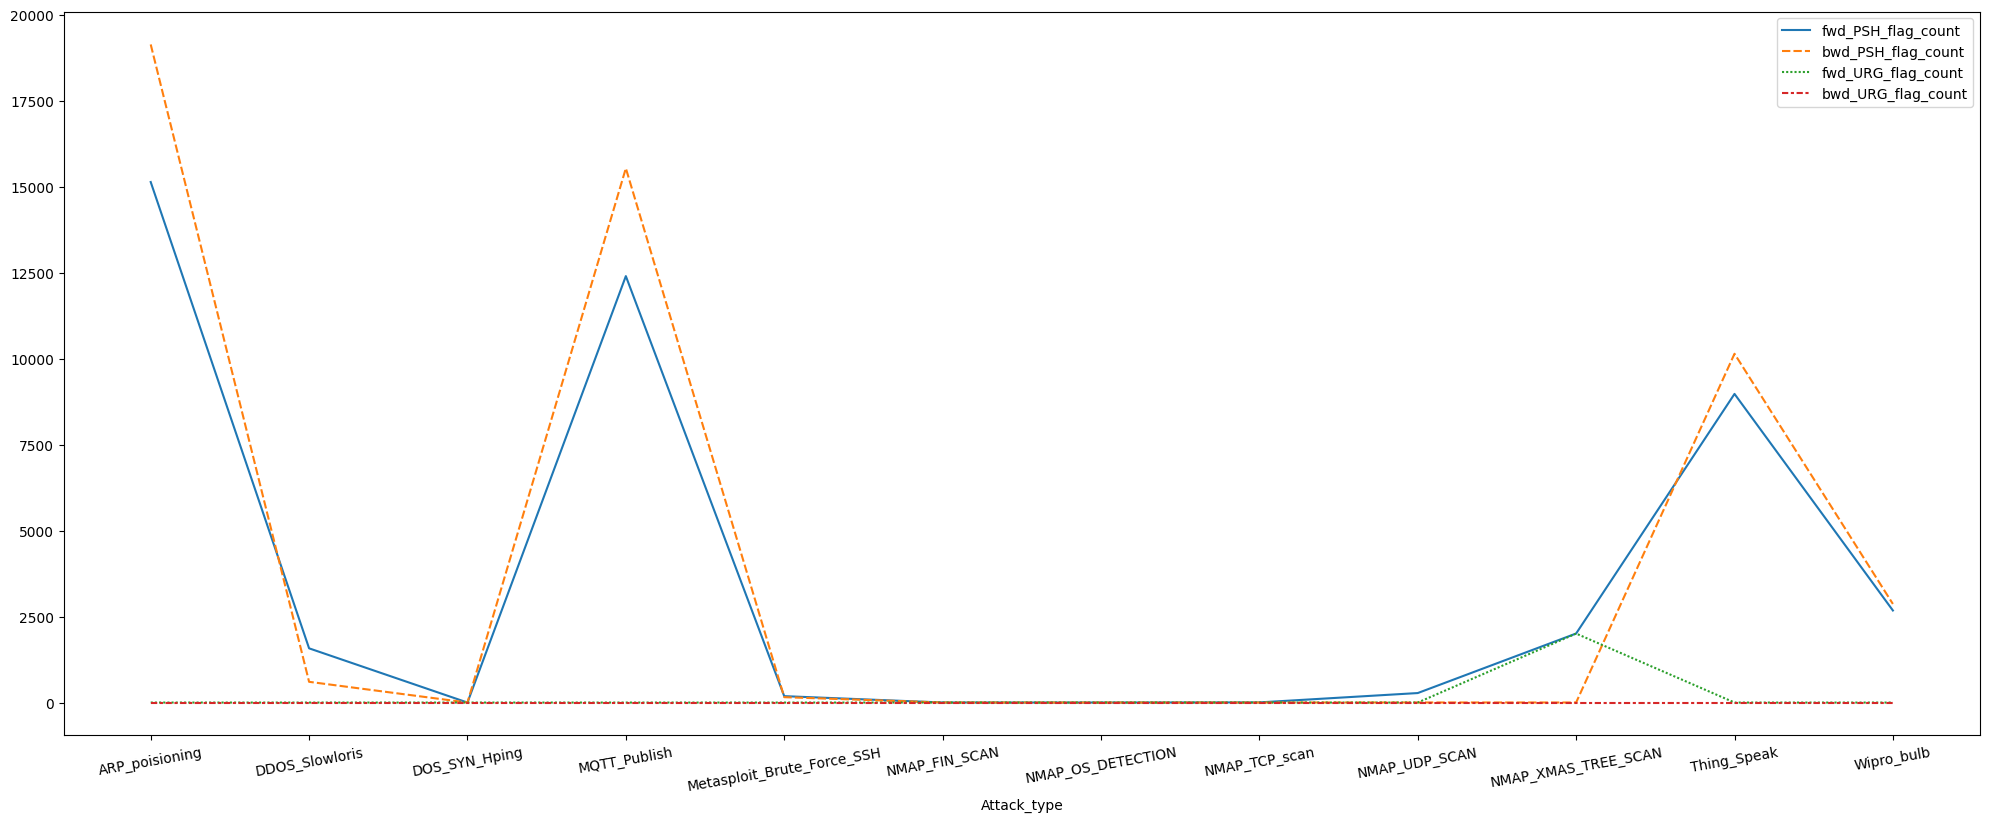 20000
17500
15000
12500
10000
7500
5000
2500
0
fwd_PSH_flag_count
bwd_PSH_flag_count
fwd_URG_flag_count
bwd_URG_flag_count
ARP_poisioning
DDOS_Slowloris
DOS_SYN_Hping
MQTT_Publish
Metasploit_Brute_Force_SSH
NMAP_FIN_SCAN
NMAP_OS_DETECTION
NMAP_TCP_scan
NMAP_UDP_SCAN
NMAP_XMAS_TREE_SCAN
Thing_Speak
Wipro_bulb
Attack_type